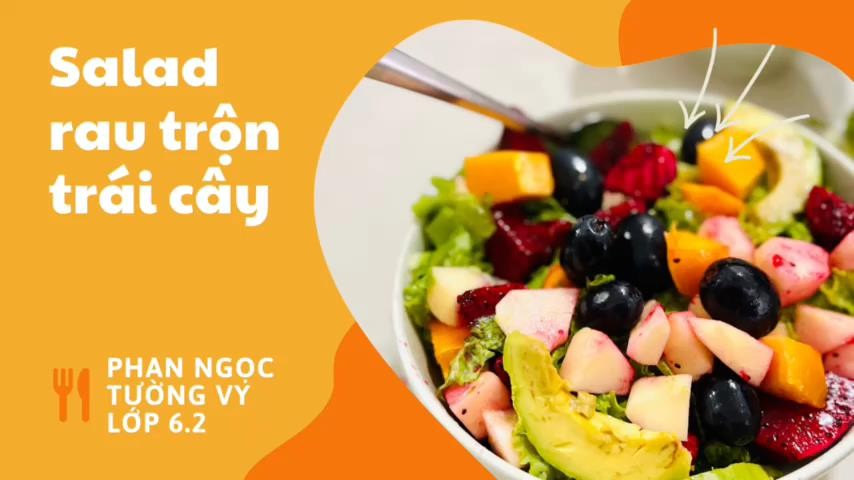 Salad
rau trộn
trái cây
PHAN NGỌC
TƯỜNG VY
LỚP 6.2